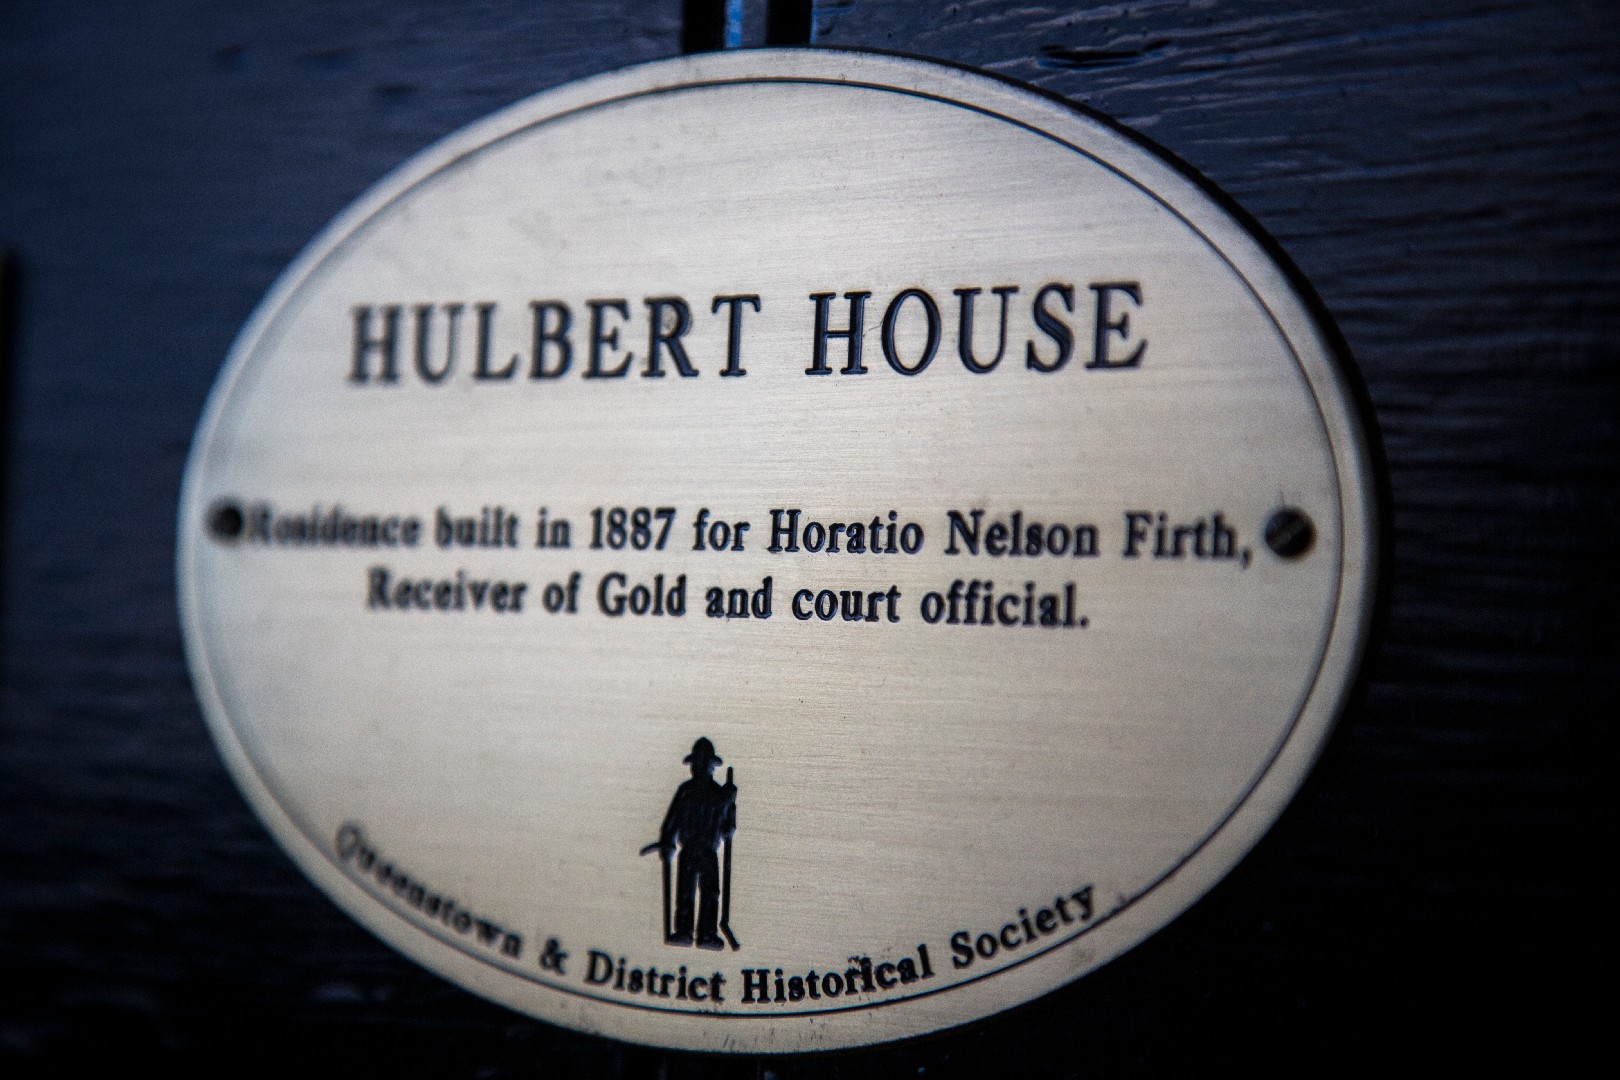 HULBERT HOUSE
Residence built in 1887 for Horatio Nelson Firth,
Receiver of Gold and court official.
Queenstown & District Historical Society